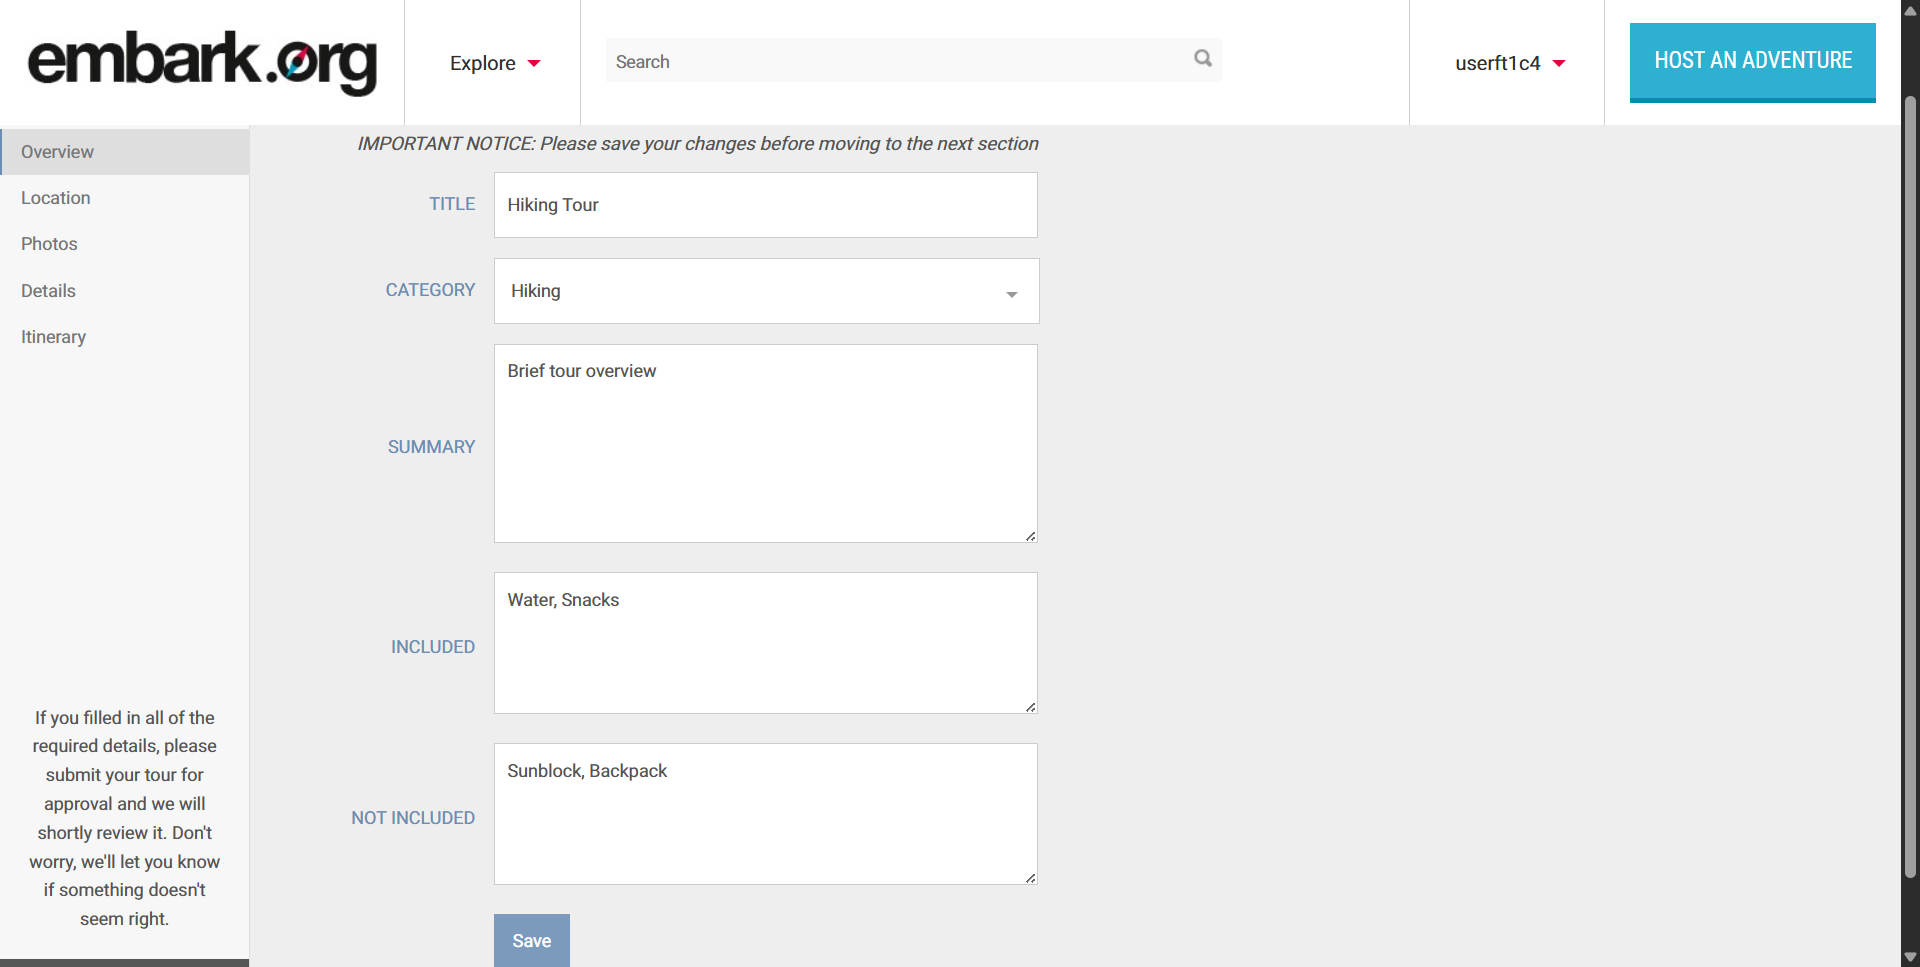 embark.org
Explore
Search
userft1c4
HOST AN ADVENTURE
Overview
Location
Photos
Details
Itinerary
If you filled in all of the
required details, please
submit your tour for
approval and we will
shortly review it. Don't
worry, we'll let you know
if something doesn't
seem right.
IMPORTANT NOTICE: Please save your changes before moving to the next section
TITLE
Hiking Tour
CATEGORY
Hiking
SUMMARY
Brief tour overview
INCLUDED
Water, Snacks
NOT INCLUDED
Sunblock, Backpack
Save